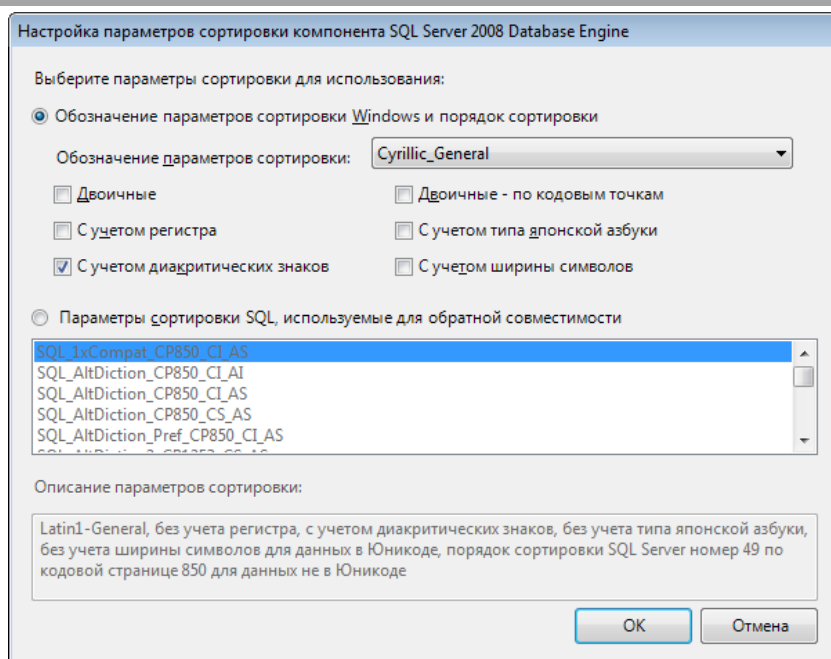 Настройка параметров сортировки компонента SQL Server 2008 Database Engine
Выберите параметры сортировки для использования:
Обозначение параметров сортировки Windows и порядок сортировки
Обозначение параметров сортировки: Cyrillic_General
Двоичные Двоичные - по кодовым точкам
С учетом регистра С учетом типа японской азбуки
С учетом диакритических знаков С учетом ширины символов
Параметры сортировки SQL, используемые для обратной совместимости
SQL_1xCompat_CP850_CI_AS
SQL_AltDiction_CP850_CI_AI
SQL_AltDiction_CP850_CI_AS
SQL_AltDiction_CP850_CS_AS
SQL_AltDiction_Pref_CP850_CI_AS
Описание параметров сортировки:
Latin1-General, без учета регистра, с учетом диакритических знаков, без учета типа японской азбуки,
без учета ширины символов для данных в Юникоде, порядок сортировки SQL Server номер 49 по
кодовой странице 850 для данных не в Юникоде
OK Отмена